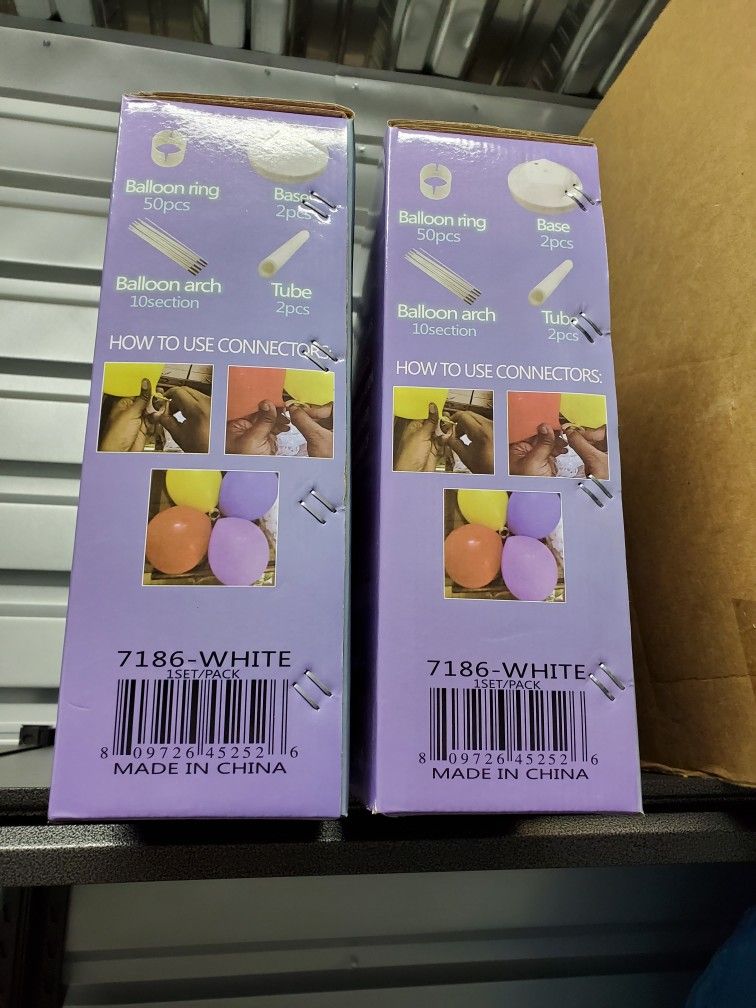 Balloon ring
50pcs
Base
2pcs
Balloon arch
10section
Tube
2pcs
HOW TO USE CONNECTORS:
7186-WHITE
1SET/PACK
8 09726 45252 6
MADE IN CHINA
Balloon ring
50pcs
Base
2pcs
Balloon arch
10section
Tube
2pcs
HOW TO USE CONNECTORS:
7186-WHITE
1SET/PACK
8 09726 45252 6
MADE IN CHINA